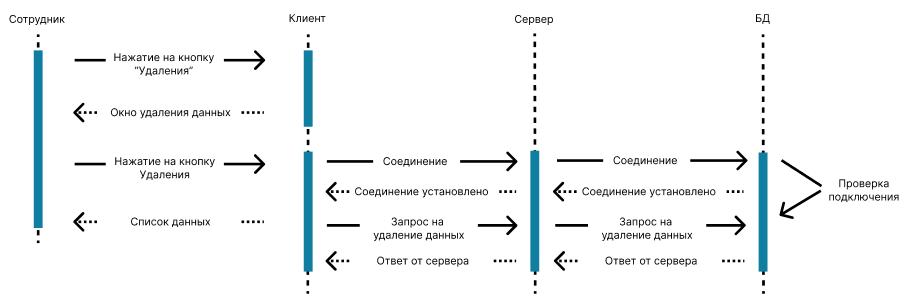 Сотрудник
Клиент
Сервер
БД
Нажатие на кнопку
"Удаления"
Окно удаления данных
Нажатие на кнопку
Удаления
Соединение
Соединение
Проверка
подключения
Соединение установлено
Соединение установлено
Список данных
Запрос на
удаление данных
Запрос на
удаление данных
Ответ от сервера
Ответ от сервера